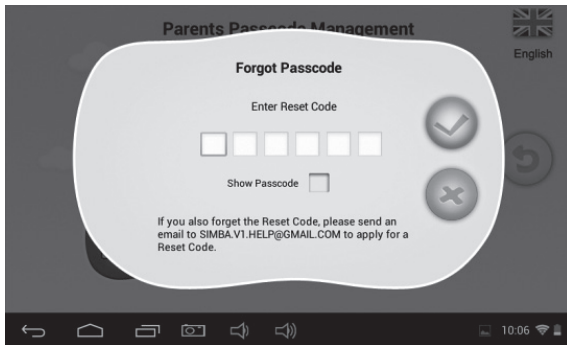 Parents Passcode Management
English
Forgot Passcode
Enter Reset Code
Show Passcode
If you also forget the Reset Code, please send an
email to SIMBA.V1.HELP@GMAIL.COM to apply for a
Reset Code.
10:06